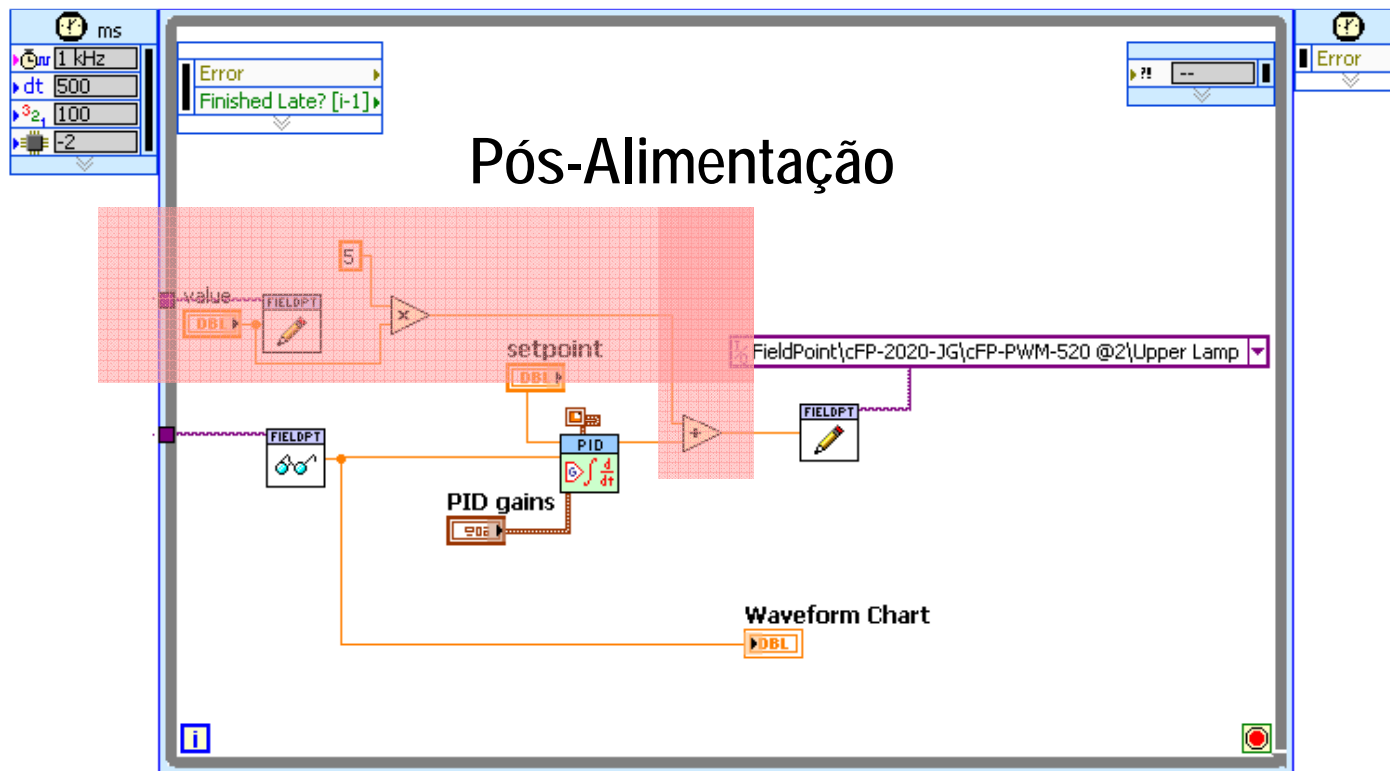 ms
1 kHz
dt 500
100
-2
Error
Finished Late? [i-1]
?! --
Error
Pós-Alimentação
5
value
FIELDPT
DBL
x
setpoint
DBL
FieldPoint\cFP-2020-JG\cFP-PWM-520 @2\Upper Lamp
FIELDPT
FIELDPT
PID
G ∫ d/dt
+
PID gains
Waveform Chart
DBL
i